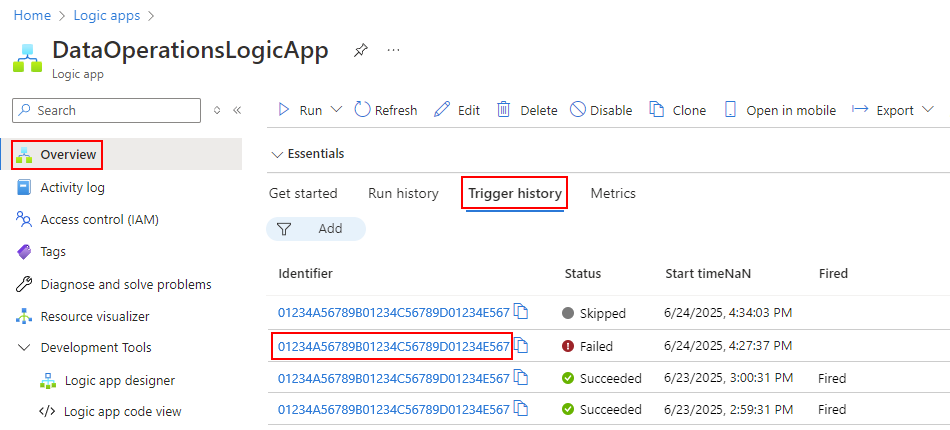 Home > Logic apps >
DataOperationsLogicApp ...
Logic app
Search
Overview
Activity log
Access control (IAM)
Tags
Diagnose and solve problems
Resource visualizer
Development Tools
Logic app designer
Logic app code view
Run Refresh Edit Delete Disable Clone Open in mobile Export
Essentials
Get started Run history Trigger history Metrics
Add
Identifier Status Start timeNaN Fired
01234A56789B01234C56789D01234E567 Skipped 6/24/2025, 4:34:03 PM
01234A56789B01234C56789D01234E567 Failed 6/24/2025, 4:27:37 PM
01234A56789B01234C56789D01234E567 Succeeded 6/23/2025, 3:00:31 PM Fired
01234A56789B01234C56789D01234E567 Succeeded 6/23/2025, 2:59:31 PM Fired